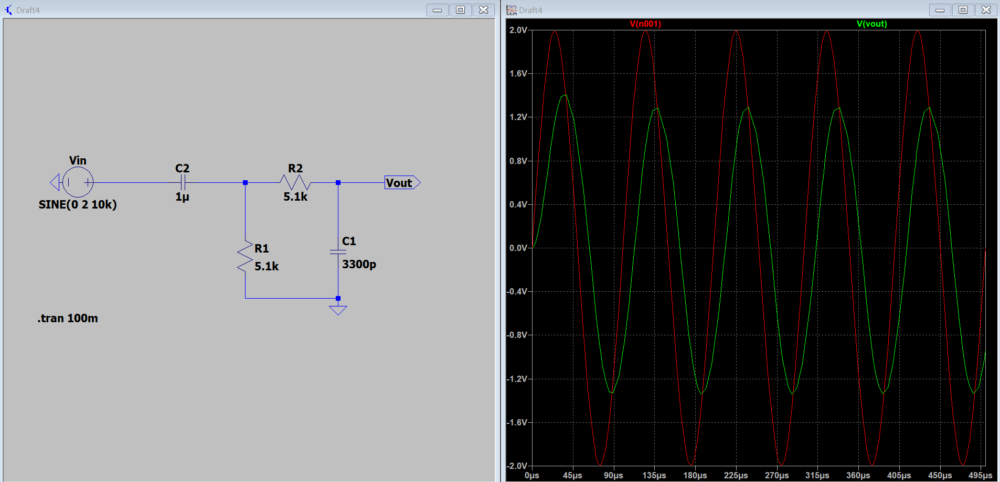 Draft4
Vin
SINE(0 2 10k)
C2
1µ
R2
5.1k
Vout
R1
5.1k
C1
3300p
.tran 100m
Draft4
V(n001)
V(vout)
2.0V
1.6V
1.2V
0.8V
0.4V
0.0V
-0.4V
-0.8V
-1.2V
-1.6V
-2.0V
0µs 45µs 90µs 135µs 180µs 225µs 270µs 315µs 360µs 405µs 450µs 495µs